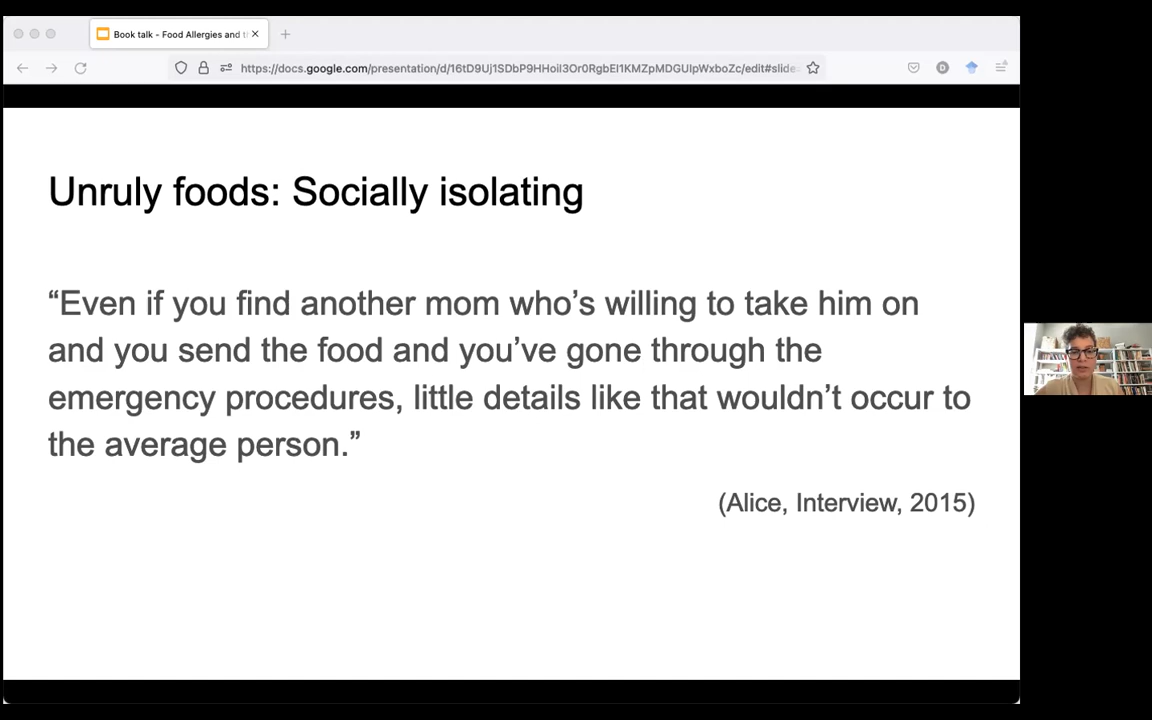 Book talk - Food Allergies and t
https://docs.google.com/presentation/d/16tD9Uj1SDbP9HHoiI3Or0RgbEI1KMZpMDGUIpWxboZc/edit#slide
Unruly foods: Socially isolating
“Even if you find another mom who’s willing to take him on
and you send the food and you’ve gone through the
emergency procedures, little details like that wouldn’t occur to
the average person.”
(Alice, Interview, 2015)